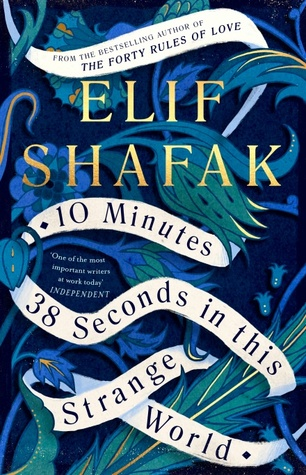 FROM THE BESTSELLING AUTHOR OF
THE FORTY RULES OF LOVE
ELIF
SHAFAK
10 Minutes
'One of the most
important writers
at work today'
INDEPENDENT
38 Seconds in this
Strange
World